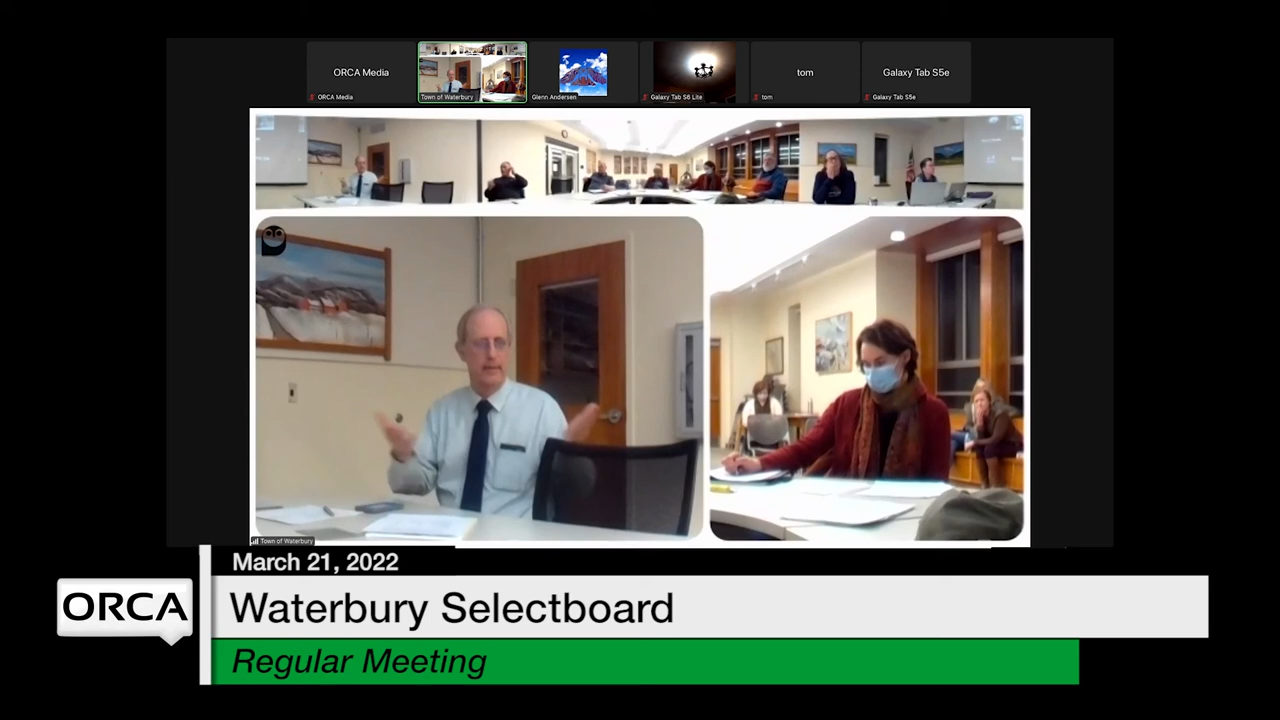 ORCA Media
tom
Galaxy Tab S5e
ORCA Media
Town of Waterbury
Glenn Andersen
Galaxy Tab S6 Lite
tom
Galaxy Tab S5e
Town of Waterbury
March 21, 2022
ORCA
Waterbury Selectboard
Regular Meeting